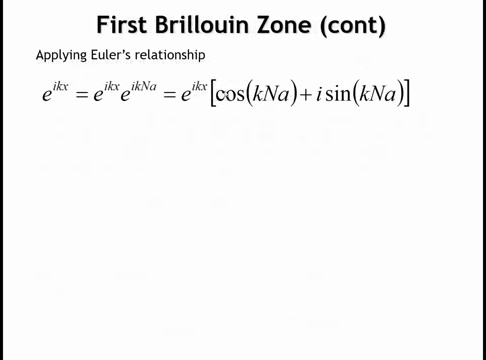 First Brillouin Zone (cont)
Applying Euler's relationship
e^{ikx} = e^{ikx} e^{ikNa} = e^{ikx} [cos(kNa) + i sin(kNa)]